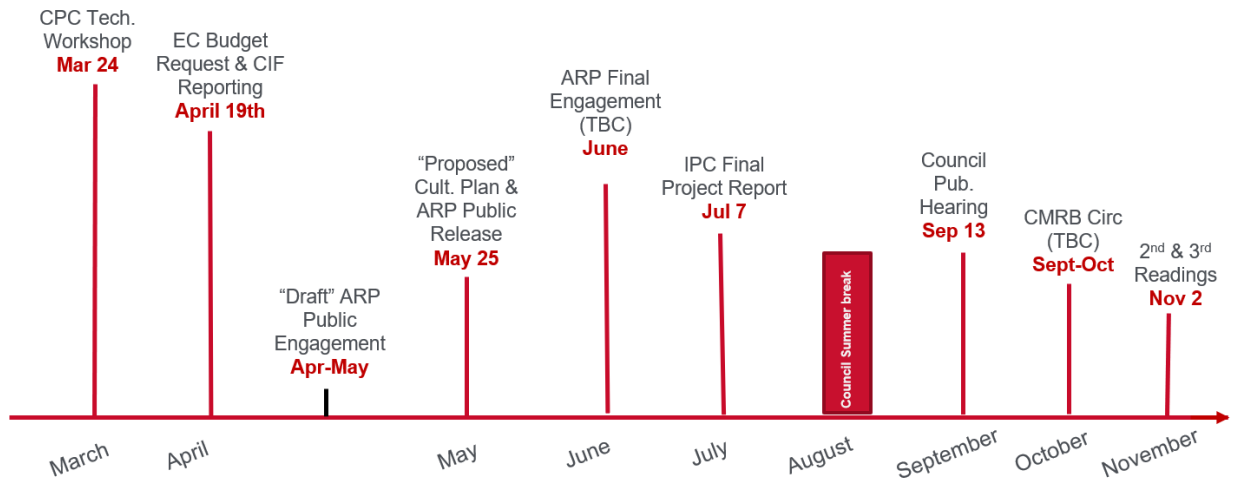 CPC Tech.
Workshop
Mar 24
EC Budget
Request & CIF
Reporting
April 19th
“Draft” ARP
Public
Engagement
Apr-May
“Proposed”
Cult. Plan &
ARP Public
Release
May 25
ARP Final
Engagement
(TBC)
June
IPC Final
Project Report
Jul 7
Council Summer break
Council
Pub.
Hearing
Sep 13
CMRB Circ
(TBC)
Sept-Oct
2nd & 3rd
Readings
Nov 2
March
April
May
June
July
August
September
October
November